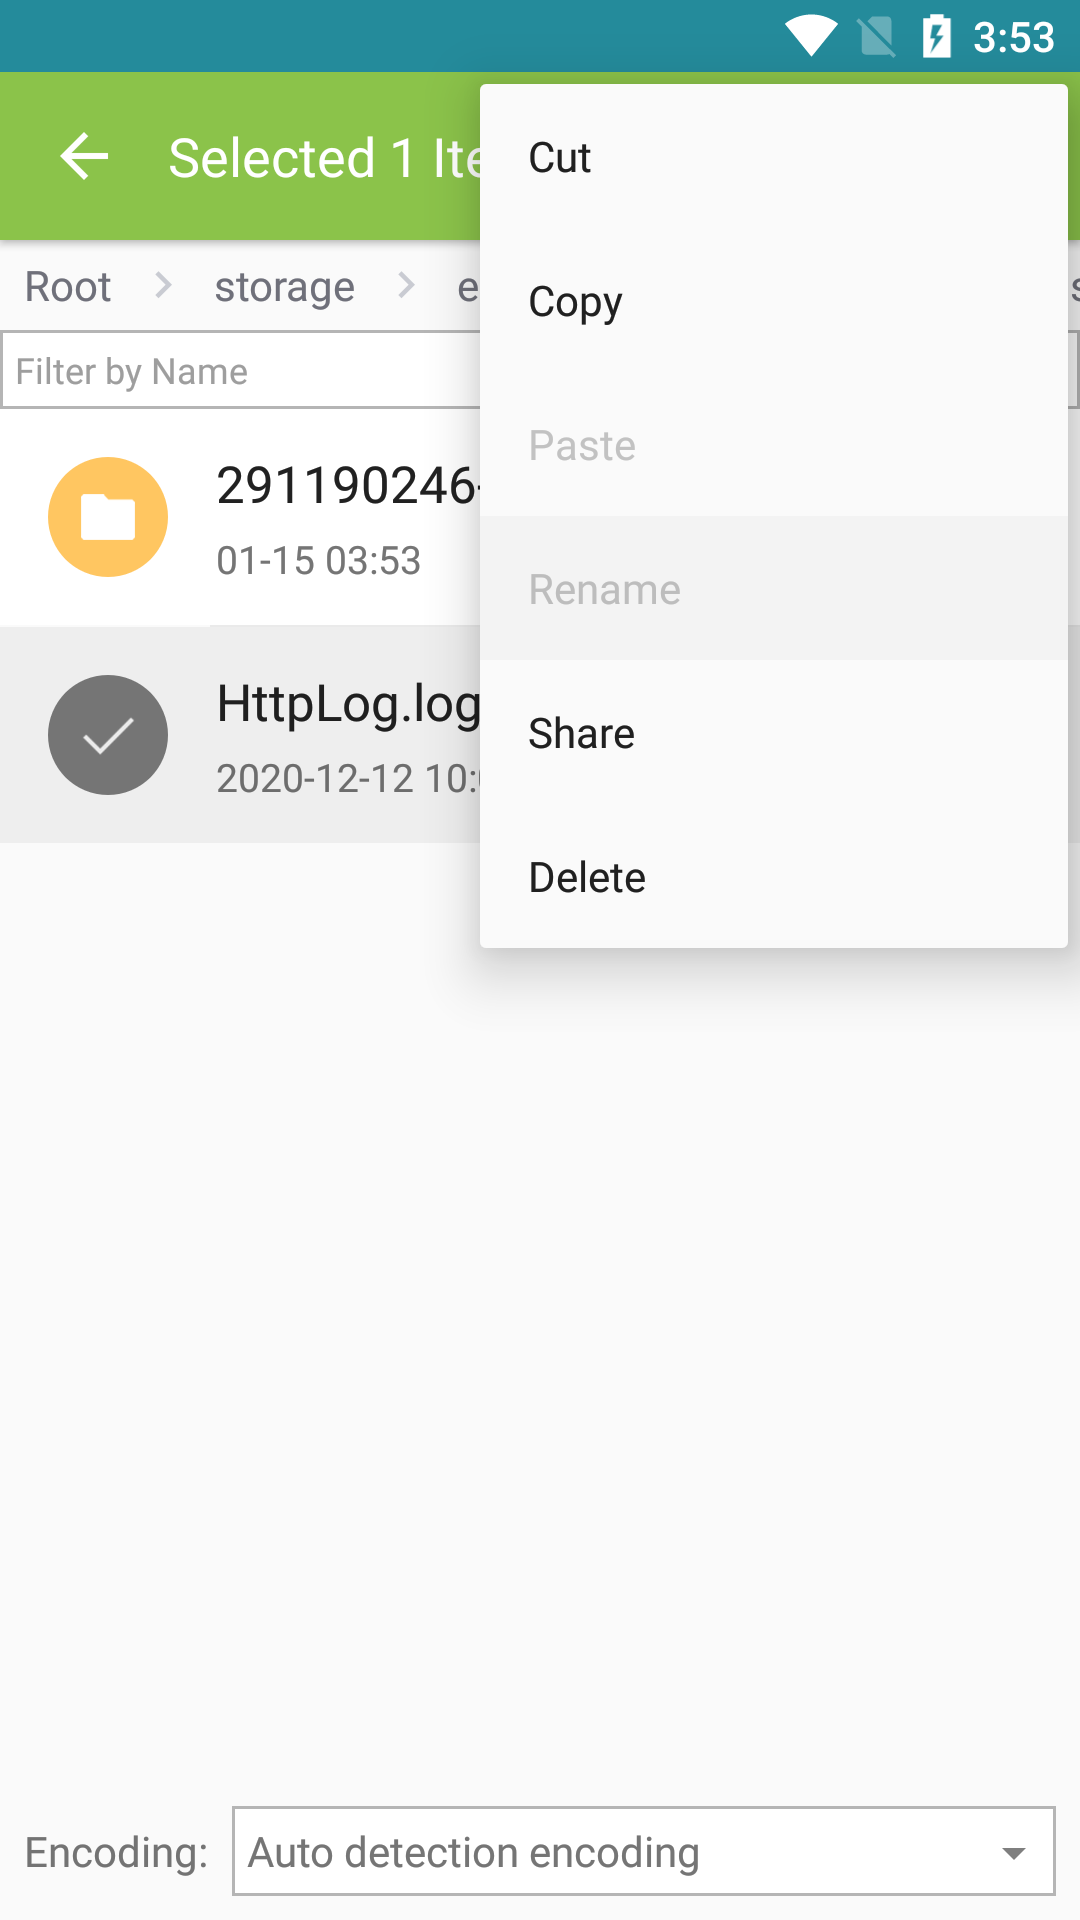 3:53
Selected 1
Cut
Copy
Paste
Rename
Share
Delete
Root
storage
Filter by Name
291190246
01-15 03:53
HttpLog.log
2020-12-12 10:
Encoding:
Auto detection encoding